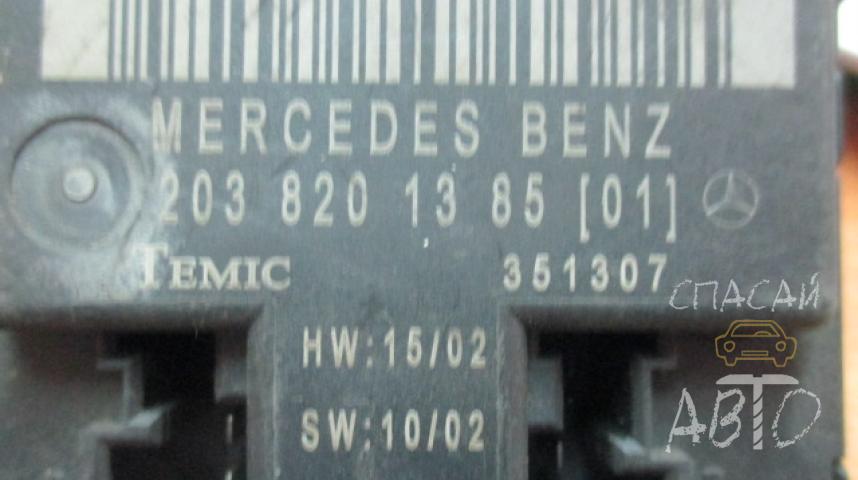 MERCEDES BENZ
203 820 13 85 [01]
TEMIC 351307
HW:15/02
SW:10/02
СПАСАЙ
АВТО